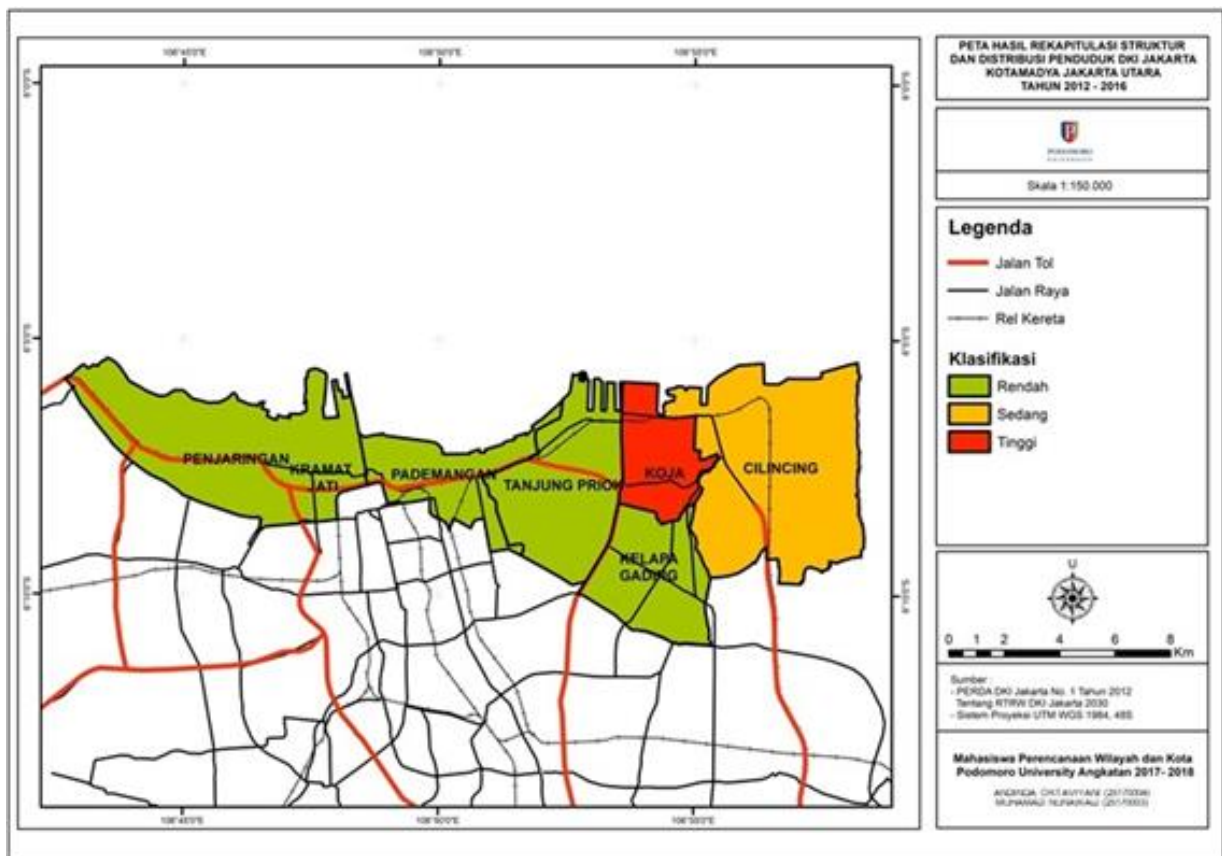 PETA HASIL REKAPITULASI STRUKTUR
DAN DISTRIBUSI PENDUDUK DKI JAKARTA
KOTAMADYA JAKARTA UTARA
TAHUN 2012 - 2016
PODOMORO
UNIVERSITY
Skala 1:150.000
Legenda
Jalan Tol
Jalan Raya
Rel Kereta
Klasifikasi
Rendah
Sedang
Tinggi
U
0 1 2 4 6 8
Km
Sumber :
- PERDA DKI Jakarta No. 1 Tahun 2012
Tentang RTRW DKI Jakarta 2030
- Sistem Proyeksi UTM WGS 1984, 48S
Mahasiswa Perencanaan Wilayah dan Kota
Podomoro University Angkatan 2017- 2018
PENJARINGAN
KRAMAT
ATI
PADEMANGAN
TANJUNG PRIOK
KOJA
CILINCING
KELAPA
GADING